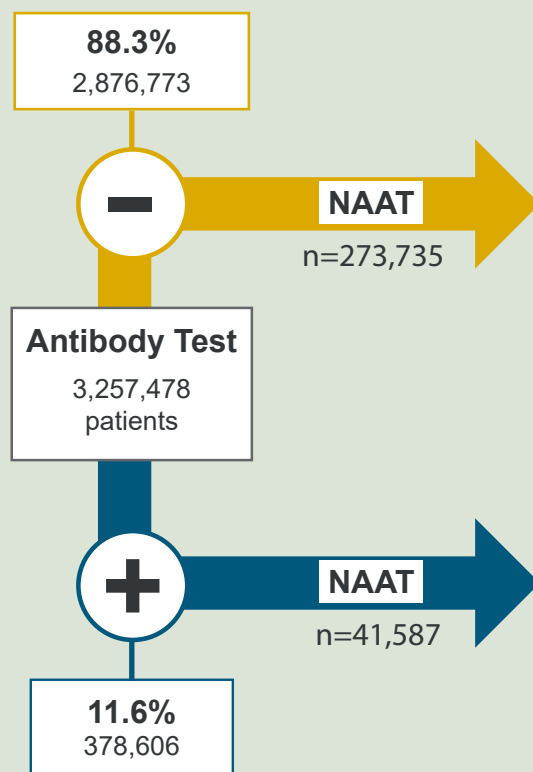 88.3%
2,876,773
NAAT
n=273,735
Antibody Test
3,257,478
patients
NAAT
n=41,587
11.6%
378,606